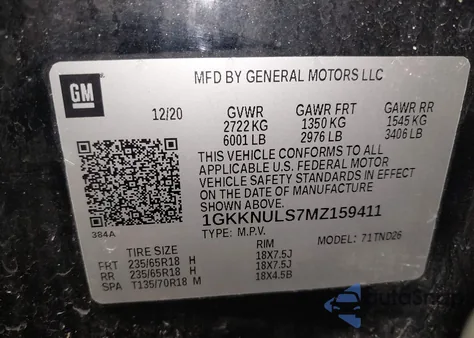 GM
MFD BY GENERAL MOTORS LLC
12/20 GVWR GAWR FRT GAWR RR
2722 KG 1350 KG 1545 KG
6001 LB 2976 LB 3406 LB
THIS VEHICLE CONFORMS TO ALL
APPLICABLE U.S. FEDERAL MOTOR
VEHICLE SAFETY STANDARDS IN EFFECT
ON THE DATE OF MANUFACTURE
SHOWN ABOVE.
1GKKNULS7MZ159411
384A TYPE: M.P.V. MODEL: 71TND26
TIRE SIZE RIM
FRT 235/65R18 H 18X7.5J
RR 235/65R18 H 18X7.5J
SPA T135/70R18 M 18X4.5B
AutoSnap